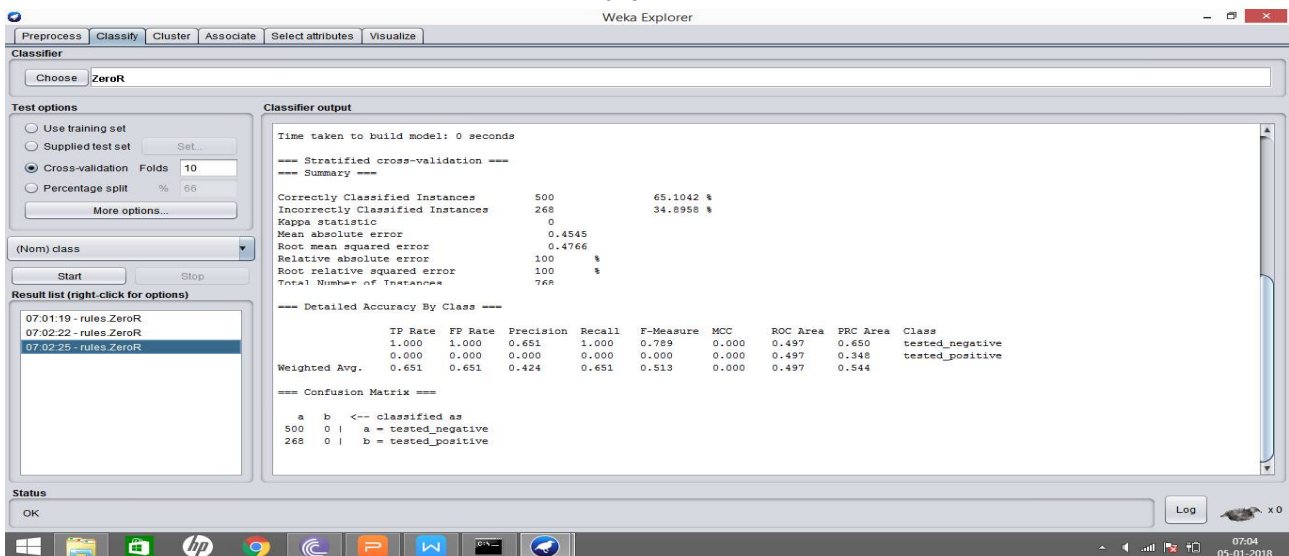 Weka Explorer
Preprocess Classify Cluster Associate Select attributes Visualize
Classifier
Choose ZeroR
Test options
Use training set
Supplied test set Set...
Cross-validation Folds 10
Percentage split % 66
More options...
(Nom) class
Start Stop
Result list (right-click for options)
07:01:19 - rules.ZeroR
07:02:22 - rules.ZeroR
07:02:25 - rules.ZeroR
Classifier output
Time taken to build model: 0 seconds
=== Stratified cross-validation ===
=== Summary ===
Correctly Classified Instances 500 65.1042 %
Incorrectly Classified Instances 268 34.8958 %
Kappa statistic 0
Mean absolute error 0.4545
Root mean squared error 0.4766
Relative absolute error 100 %
Root relative squared error 100 %
Total Number of Instances 768
=== Detailed Accuracy By Class ===
TP Rate FP Rate Precision Recall F-Measure MCC ROC Area PRC Area Class
1.000 1.000 0.651 1.000 0.789 0.000 0.497 0.650 tested_negative
0.000 0.000 0.000 0.000 0.000 0.000 0.497 0.348 tested_positive
Weighted Avg. 0.651 0.651 0.424 0.651 0.513 0.000 0.497 0.544
=== Confusion Matrix ===
a b <-- classified as
500 0 | a = tested_negative
268 0 | b = tested_positive
Status
OK
Log x 0
hp
07:04
05-01-2018